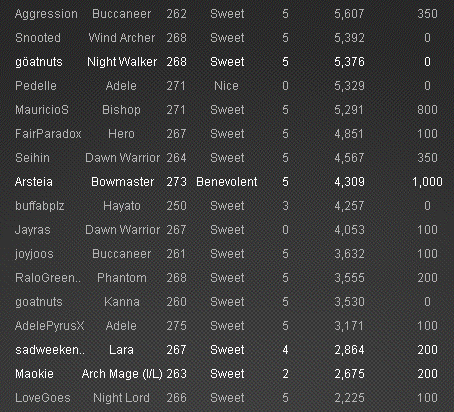 Aggression Buccaneer 262 Sweet 5 5,607 350
Snooted Wind Archer 268 Sweet 5 5,392 0
göatnuts Night Walker 268 Sweet 5 5,376 0
Pedelle Adele 271 Nice 0 5,329 0
MauricioS Bishop 271 Sweet 5 5,291 800
FairParadox Hero 267 Sweet 5 4,851 100
Seihin Dawn Warrior 264 Sweet 5 4,567 350
Arsteia Bowmaster 273 Benevolent 5 4,309 1,000
buffabplz Hayato 250 Sweet 3 4,257 0
Jayras Dawn Warrior 267 Sweet 0 4,053 100
joyjoos Buccaneer 261 Sweet 5 3,632 100
RaloGreen.. Phantom 268 Sweet 5 3,555 200
goatnuts Kanna 260 Sweet 5 3,530 0
AdelePyrusX Adele 275 Sweet 5 3,171 100
sadweeken.. Lara 267 Sweet 4 2,864 200
Maokie Arch Mage (I/L) 263 Sweet 2 2,675 200
LoveGoes Night Lord 266 Sweet 5 2,225 100